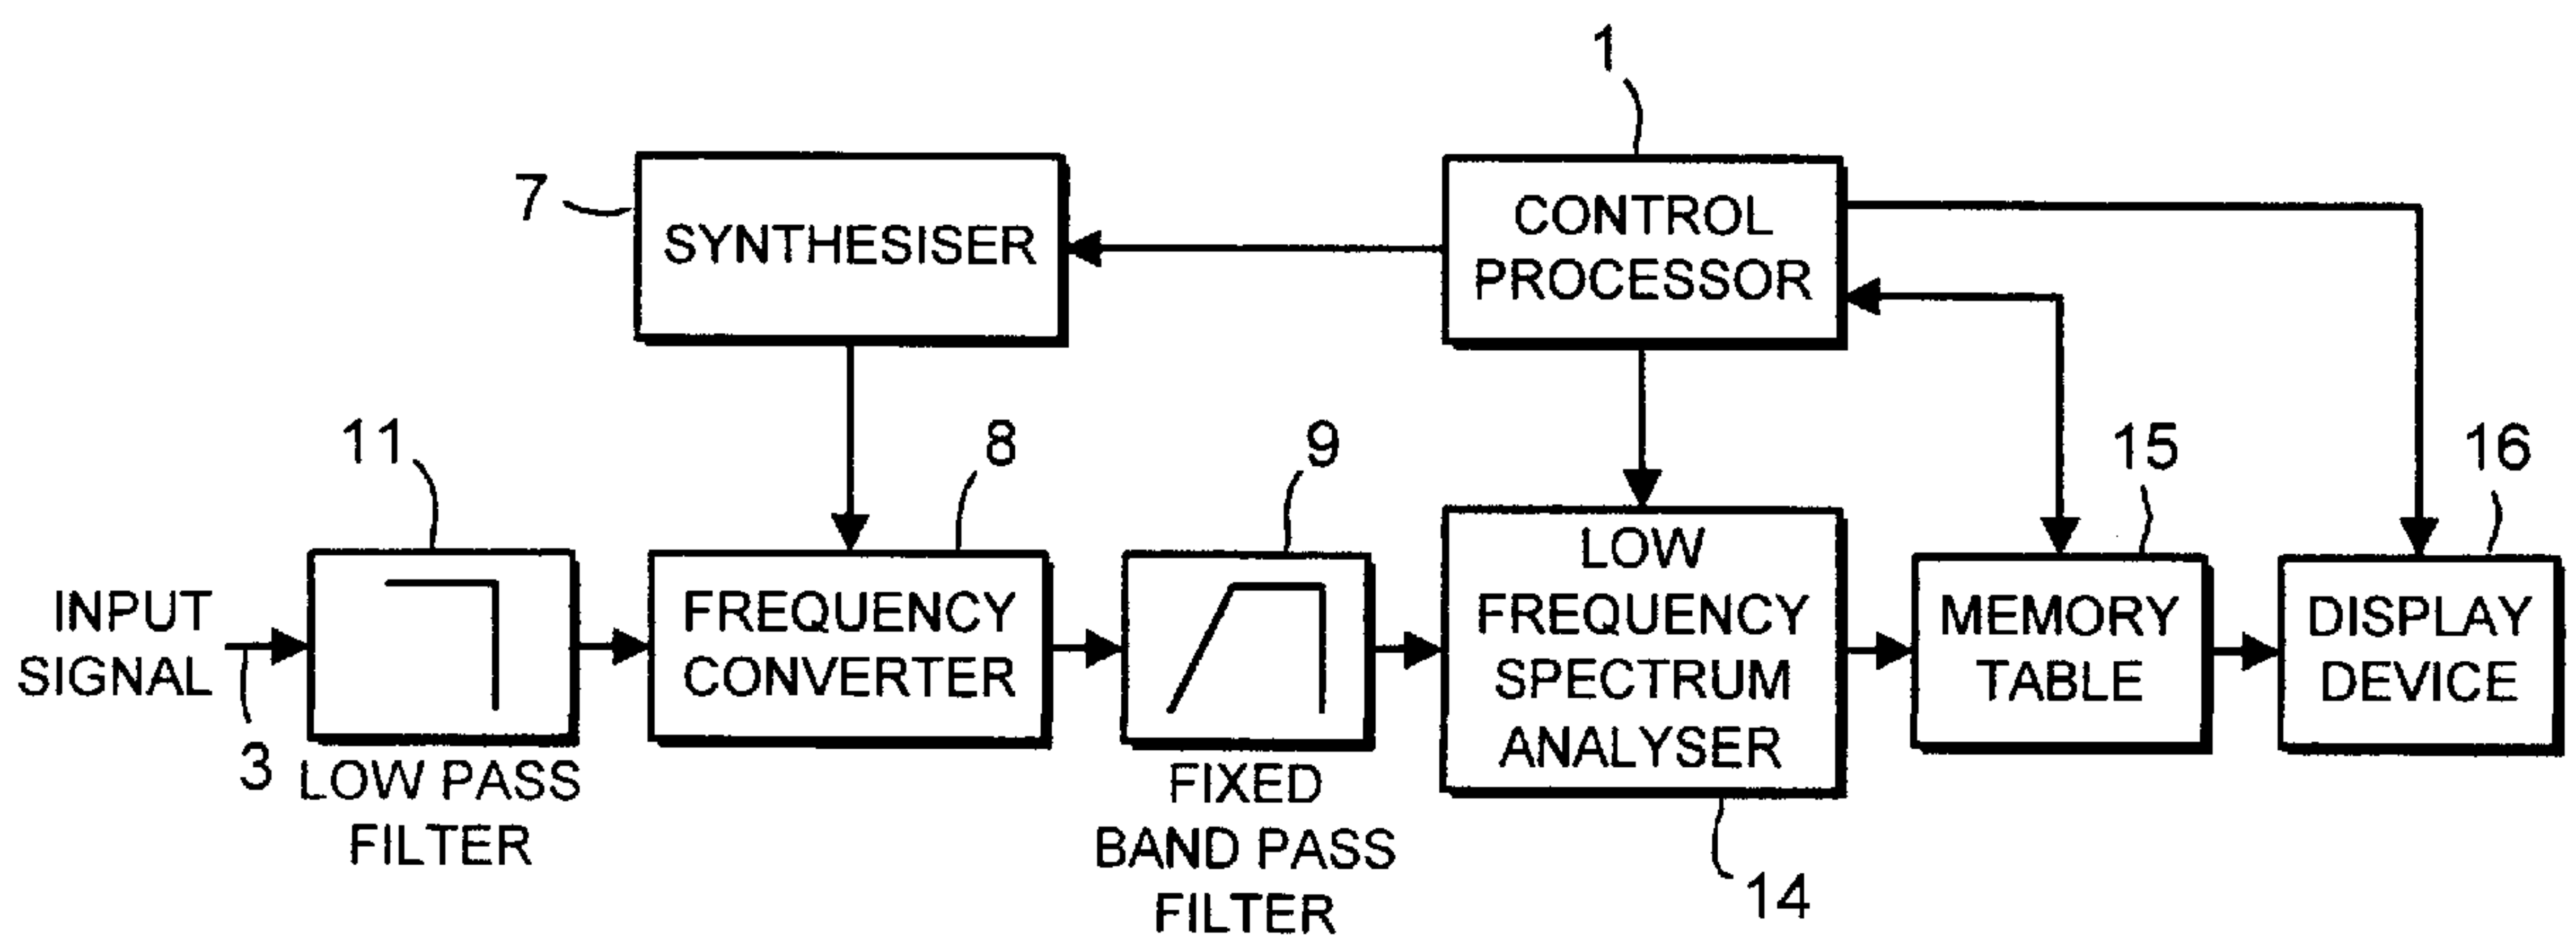 1
7
SYNTHESISER
CONTROL
PROCESSOR
11
8
9
15
16
INPUT
SIGNAL
3
LOW PASS
FILTER
FREQUENCY
CONVERTER
FIXED
BAND PASS
FILTER
LOW
FREQUENCY
SPECTRUM
ANALYSER
14
MEMORY
TABLE
DISPLAY
DEVICE